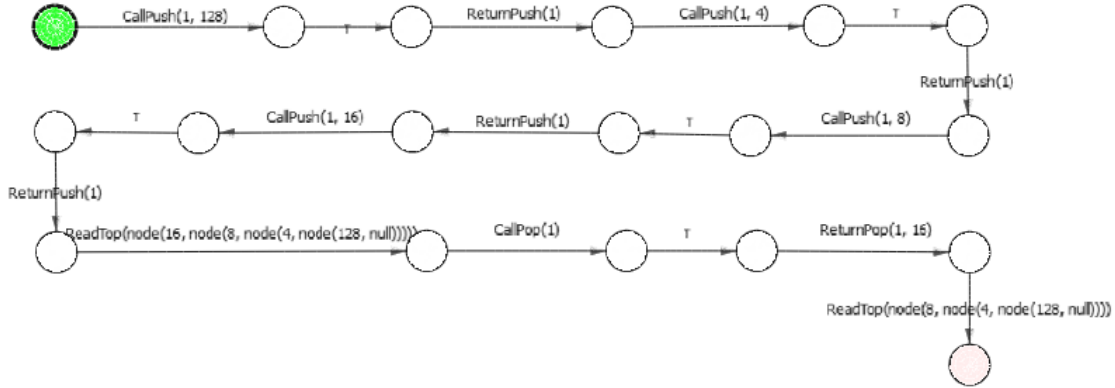 CallPush(1, 128)
T
ReturnPush(1)
CallPush(1, 4)
T
ReturnPush(1)
CallPush(1, 8)
T
ReturnPush(1)
CallPush(1, 16)
T
ReturnPush(1)
ReadTop(node(16, node(8, node(4, node(128, null)))))
CallPop(1)
T
ReturnPop(1, 16)
ReadTop(node(8, node(4, node(128, null))))